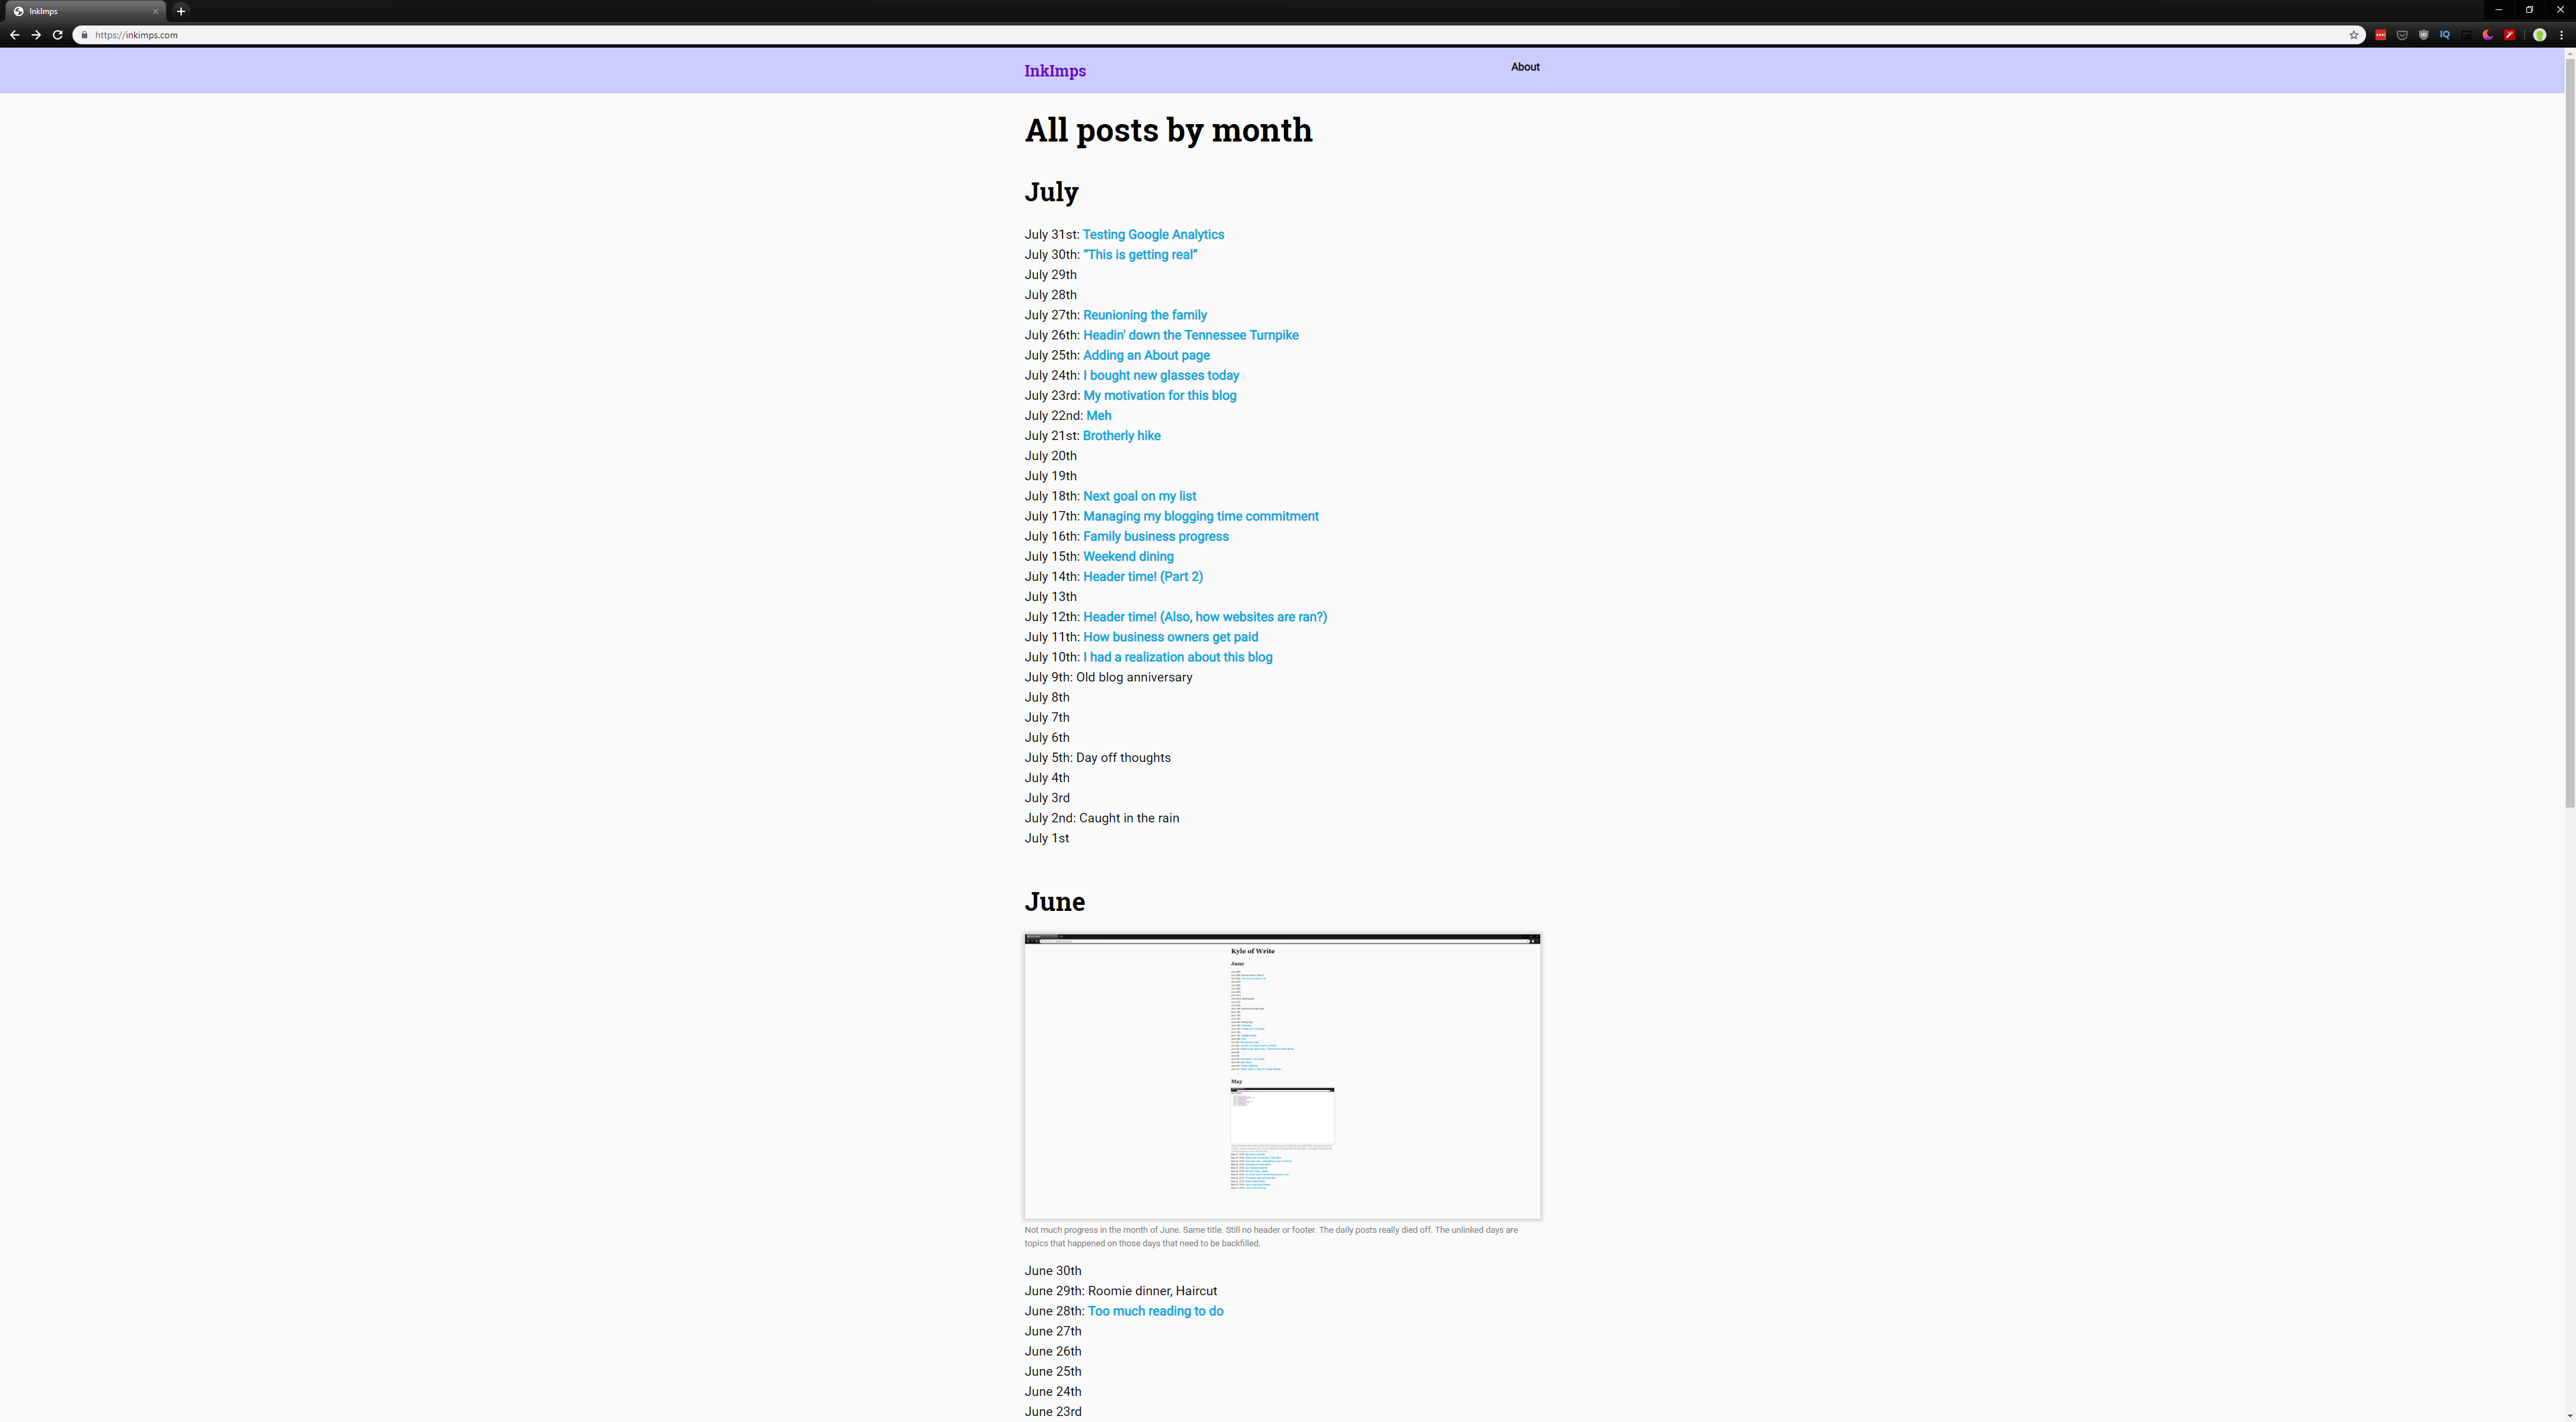 InkImps
https://inkimps.com
InkImps
About
All posts by month
July
July 31st: Testing Google Analytics
July 30th: “This is getting real”
July 29th
July 28th
July 27th: Reunioning the family
July 26th: Headin' down the Tennessee Turnpike
July 25th: Adding an About page
July 24th: I bought new glasses today
July 23rd: My motivation for this blog
July 22nd: Meh
July 21st: Brotherly hike
July 20th
July 19th
July 18th: Next goal on my list
July 17th: Managing my blogging time commitment
July 16th: Family business progress
July 15th: Weekend dining
July 14th: Header time! (Part 2)
July 13th
July 12th: Header time! (Also, how websites are ran?)
July 11th: How business owners get paid
July 10th: I had a realization about this blog
July 9th: Old blog anniversary
July 8th
July 7th
July 6th
July 5th: Day off thoughts
July 4th
July 3rd
July 2nd: Caught in the rain
July 1st
June
Kyle of Write
June
May
Not much progress in the month of June. Same title. Still no header or footer. The daily posts really died off. The unlinked days are
topics that happened on those days that need to be backfilled.
June 30th
June 29th: Roomie dinner, Haircut
June 28th: Too much reading to do
June 27th
June 26th
June 25th
June 24th
June 23rd